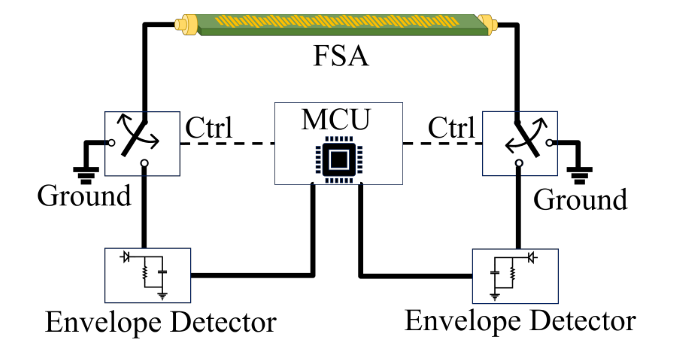 FSA
Ctrl
MCU
Ctrl
Ground
Ground
Envelope Detector
Envelope Detector